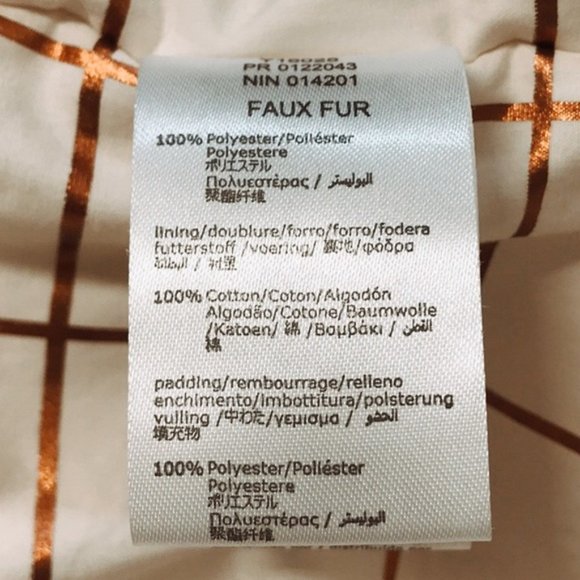 PR 0122043
NIN 014201
FAUX FUR
100% Polyester/Poliéster
Polyestere
ポリエステル
Πολυεστέρας / البوليستر
聚酯纤维
lining/doublure/forro/forro/fodera
futterstoff /voering/ 裏地/φόδρα
البطانة / 衬里
100% Cotton/Coton/Algodón
Algodão/Cotone/Baumwolle
/Katoen/ 綿 /Βαμβάκι / القطن
棉
padding/rembourrage/relleno
enchimento/imbottitura/polsterung
vulling /中わた/γεμισμα / الحشو
填充物
100% Polyester/Poliéster
Polyestere
ポリエステル
Πολυεστέρας / البوليستر
聚酯纤维